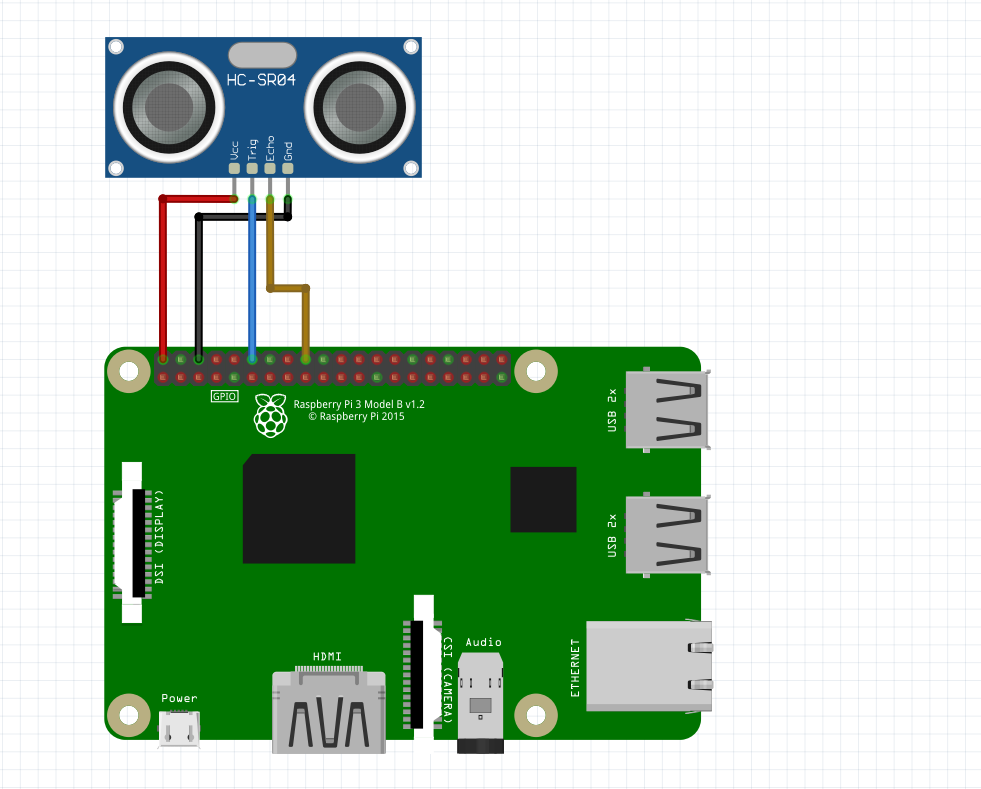 HC-SR04
Vcc
Trig
Echo
Gnd
GPIO
Raspberry Pi 3 Model B v1.2
© Raspberry Pi 2015
USB 2x
DSI (DISPLAY)
USB 2x
HDMI
CSI (CAMERA)
Audio
ETHERNET
Power